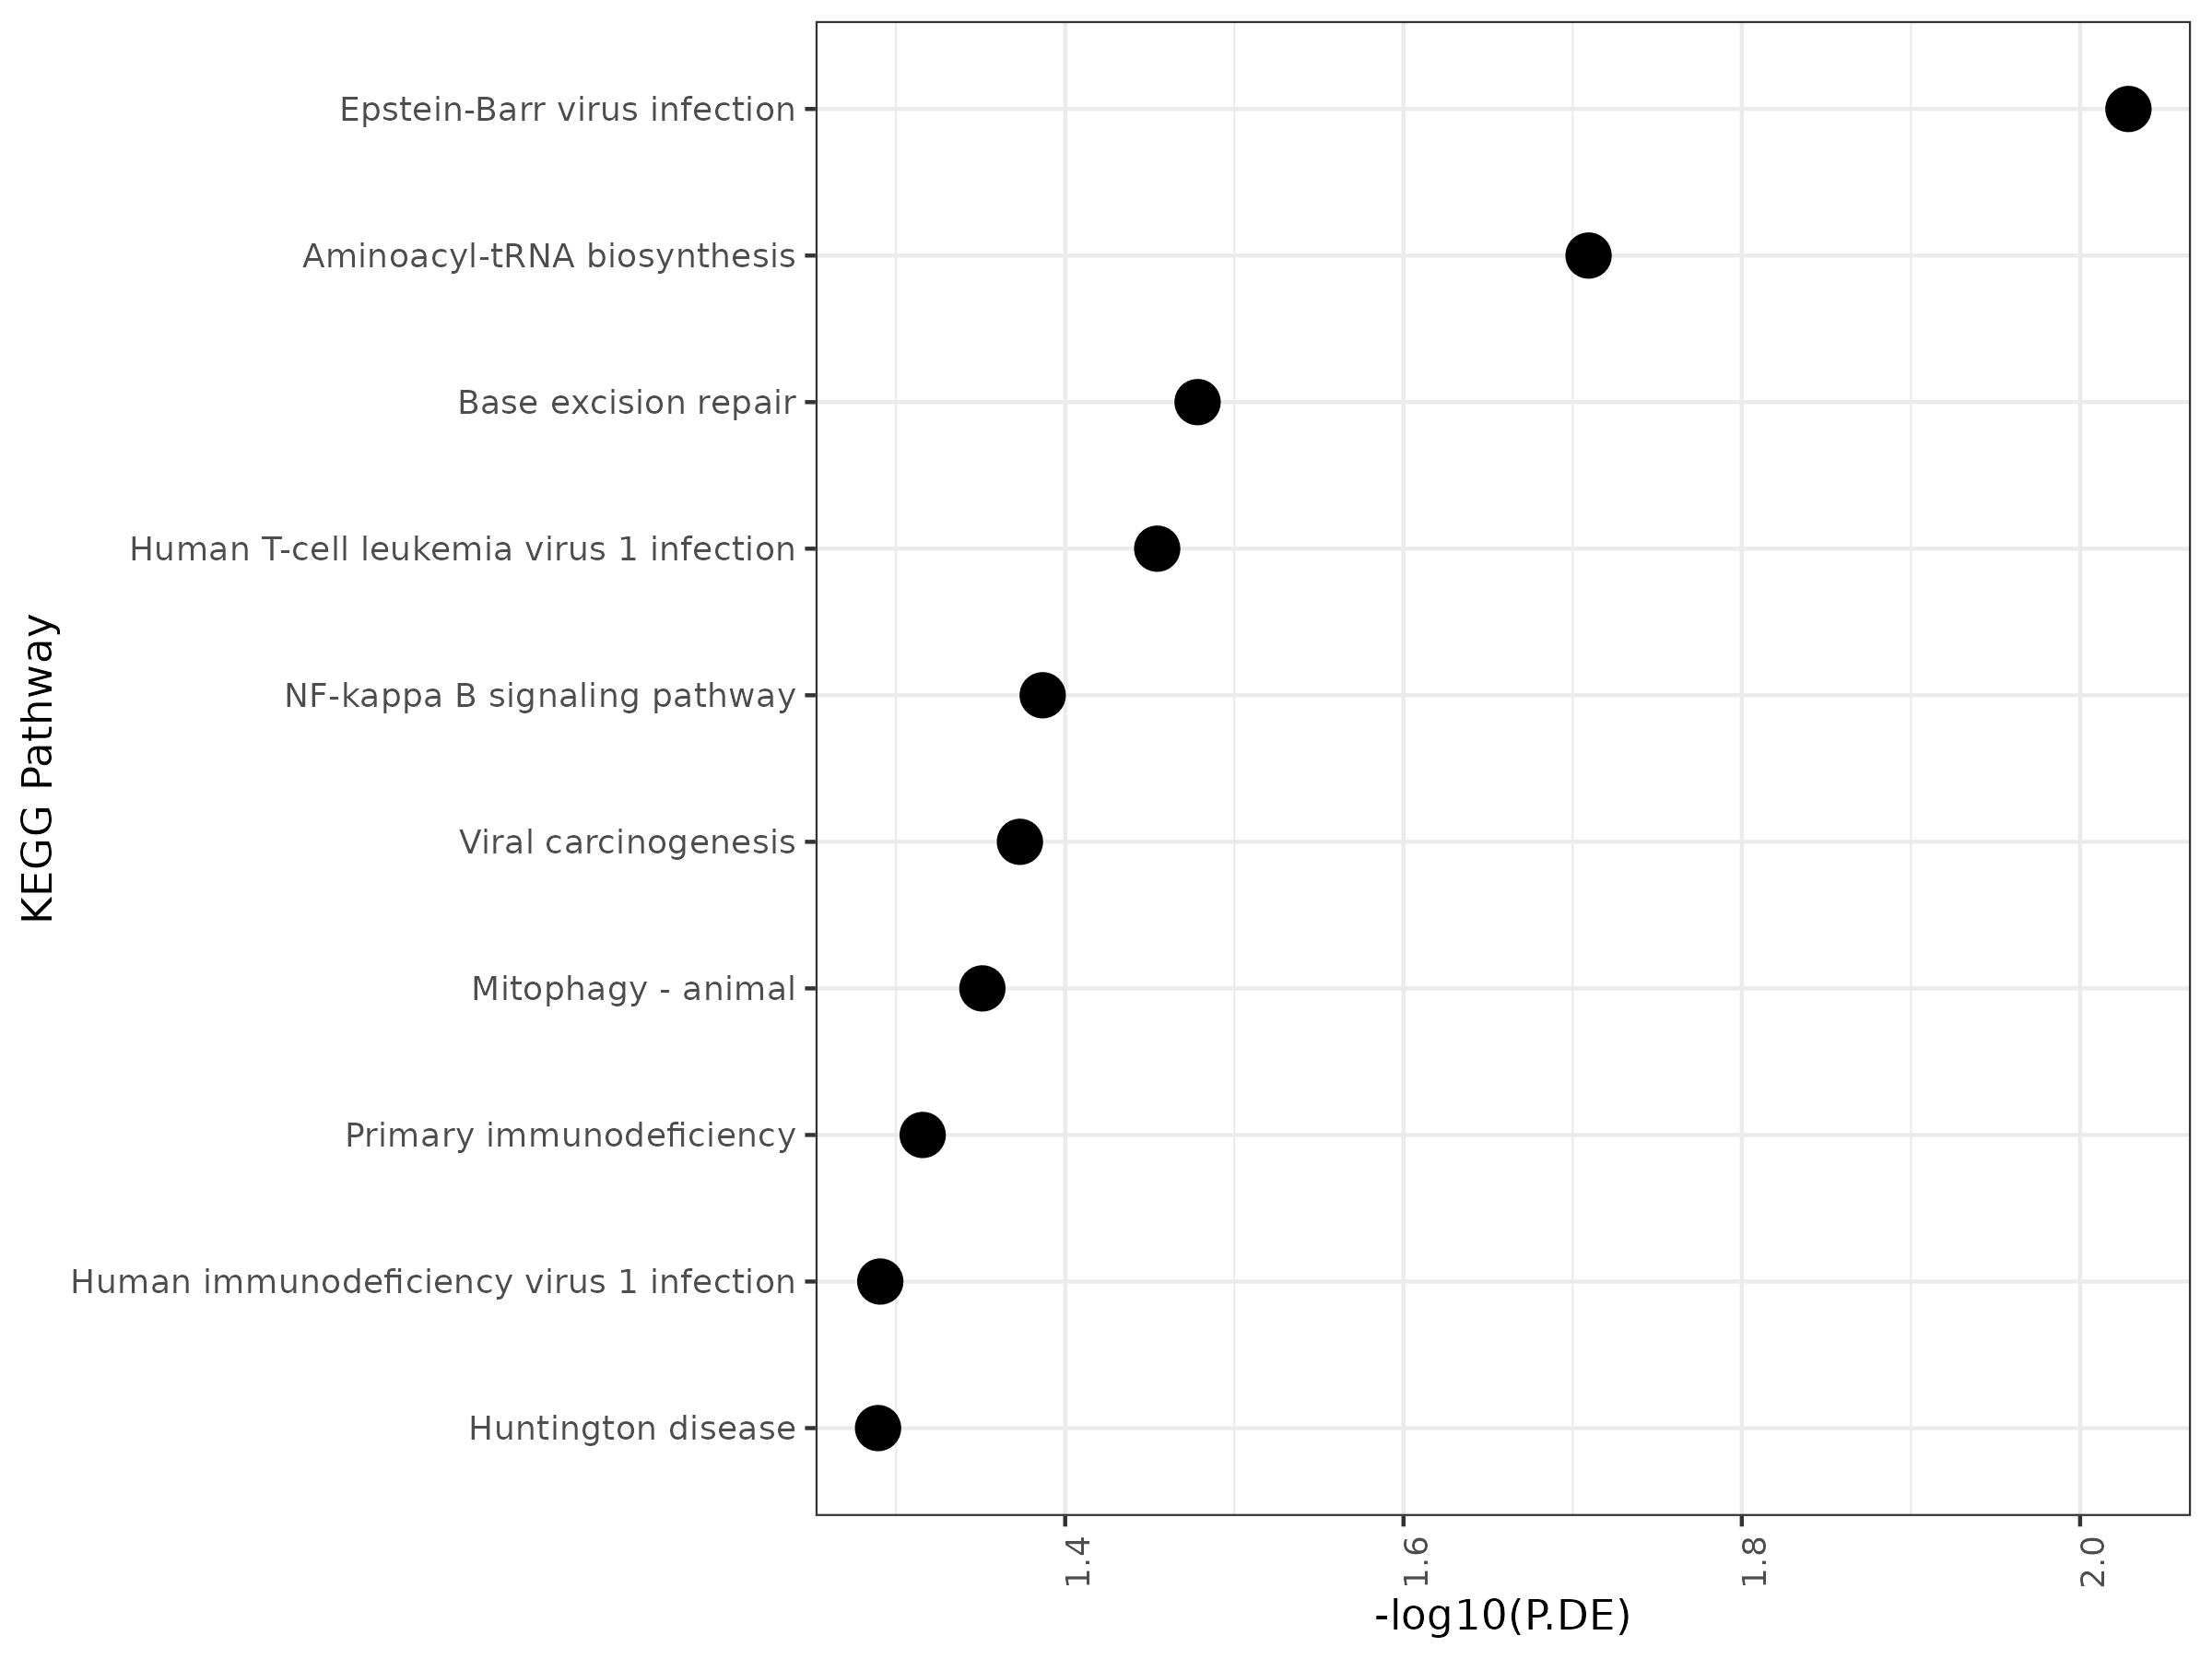 Epstein-Barr virus infection
Aminoacyl-tRNA biosynthesis
Base excision repair
Human T-cell leukemia virus 1 infection
NF-kappa B signaling pathway
Viral carcinogenesis
Mitophagy - animal
Primary immunodeficiency
Human immunodeficiency virus 1 infection
Huntington disease
KEGG Pathway
1.4
1.6
1.8
2.0
-log10(P.DE)